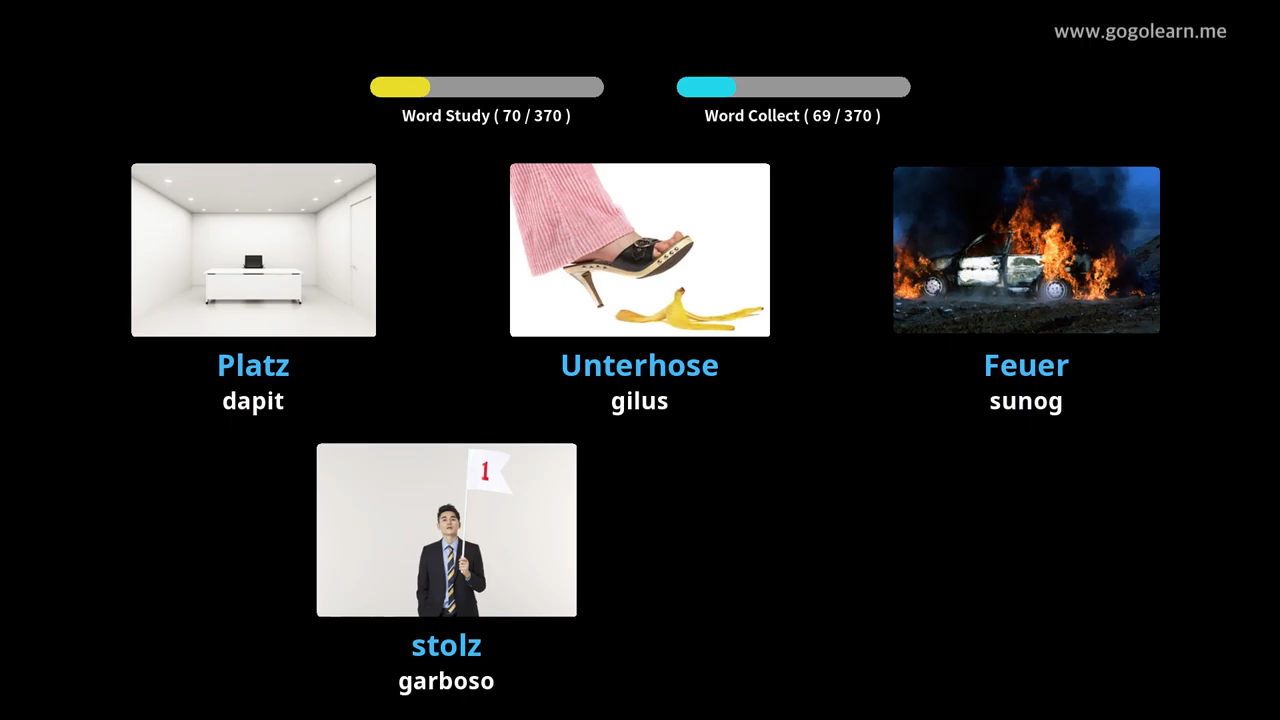 www.gogolearn.me
Word Study ( 70 / 370 )
Word Collect ( 69 / 370 )
Platz
dapit
Unterhose
gilus
Feuer
sunog
1
stolz
garboso